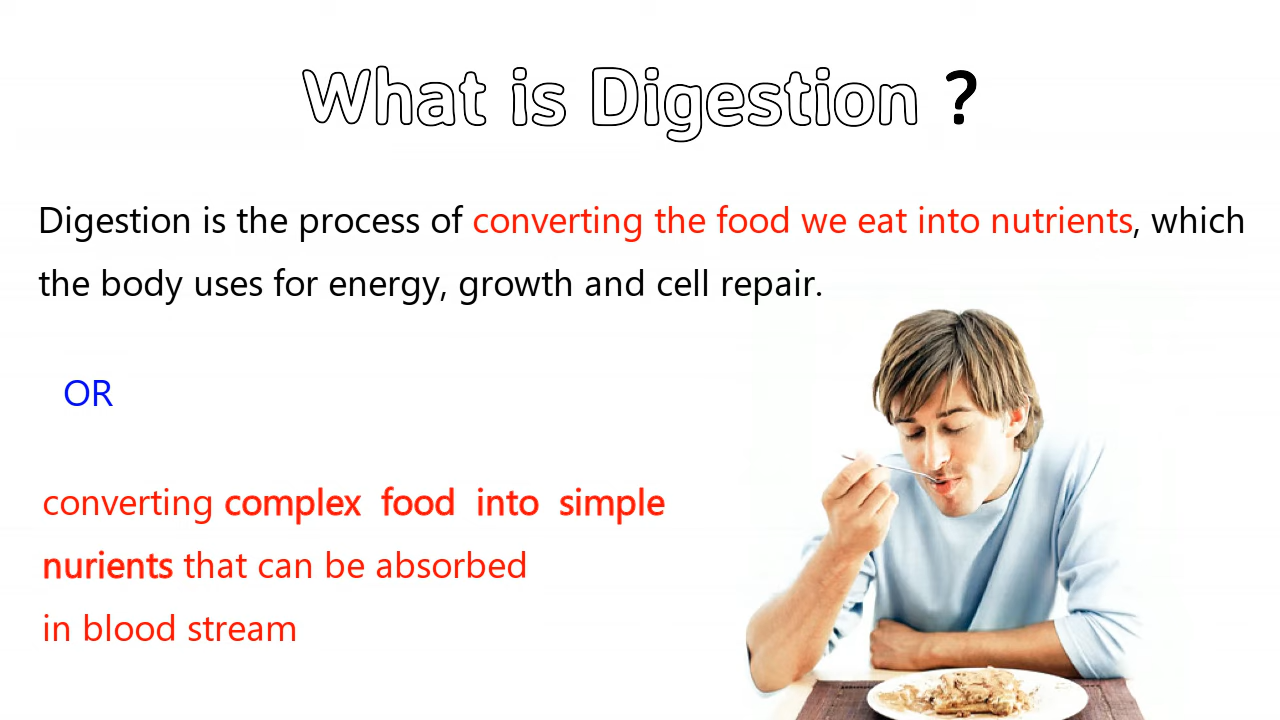 What is Digestion ?
Digestion is the process of converting the food we eat into nutrients, which
the body uses for energy, growth and cell repair.
OR
converting complex food into simple
nurients that can be absorbed
in blood stream